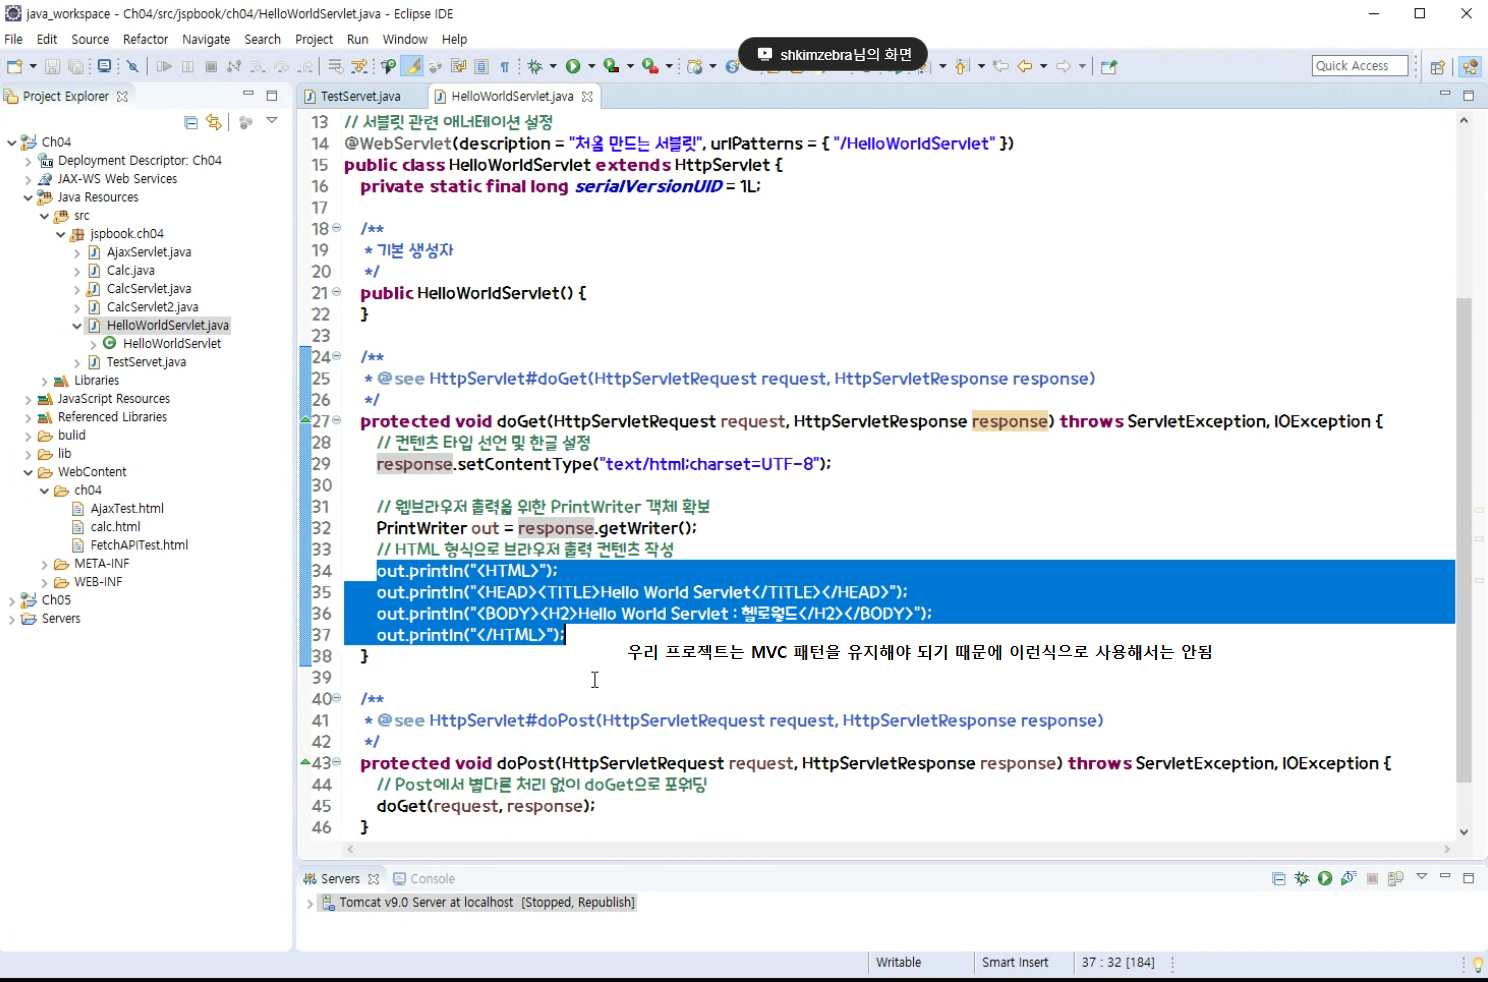 java_workspace - Ch04/src/jspbook/ch04/HelloWorldServlet.java - Eclipse IDE
File Edit Source Refactor Navigate Search Project Run Window Help
shkimzebra님의 화면
Quick Access
Project Explorer
Ch04
Deployment Descriptor: Ch04
JAX-WS Web Services
Java Resources
src
jspbook.ch04
AjaxServlet.java
Calc.java
CalcServlet.java
CalcServlet2.java
HelloWorldServlet.java
HelloWorldServlet
TestServet.java
Libraries
JavaScript Resources
Referenced Libraries
bulid
lib
WebContent
ch04
AjaxTest.html
calc.html
FetchAPITest.html
META-INF
WEB-INF
Ch05
Servers
TestServet.java HelloWorldServlet.java
13 // 서블릿 관련 애너테이션 설정
14 @WebServlet(description = "처음 만드는 서블릿", urlPatterns = { "/HelloWorldServlet" })
15 public class HelloWorldServlet extends HttpServlet {
16 private static final long serialVersionUID = 1L;
17
18 /**
19 * 기본 생성자
20 */
21 public HelloWorldServlet() {
22 }
23
24 /**
25 * @see HttpServlet#doGet(HttpServletRequest request, HttpServletResponse response)
26 */
27 protected void doGet(HttpServletRequest request, HttpServletResponse response) throws ServletException, IOException {
28 // 컨텐츠 타입 선언 및 한글 설정
29 response.setContentType("text/html;charset=UTF-8");
30
31 // 웹브라우저 출력을 위한 PrintWriter 객체 확보
32 PrintWriter out = response.getWriter();
33 // HTML 형식으로 브라우저 출력 컨텐츠 작성
34 out.println("<HTML>");
35 out.println("<HEAD><TITLE>Hello World Servlet</TITLE></HEAD>");
36 out.println("<BODY><H2>Hello World Servlet : 헬로월드</H2></BODY>");
37 out.println("</HTML>");
우리 프로젝트는 MVC 패턴을 유지해야 되기 때문에 이런식으로 사용해서는 안됨
38 }
39
40 /**
41 * @see HttpServlet#doPost(HttpServletRequest request, HttpServletResponse response)
42 */
43 protected void doPost(HttpServletRequest request, HttpServletResponse response) throws ServletException, IOException {
44 // Post에서 별다른 처리 없이 doGet으로 포워딩
45 doGet(request, response);
46 }
Servers Console
Tomcat v9.0 Server at localhost [Stopped, Republish]
Writable Smart Insert 37 : 32 [184]